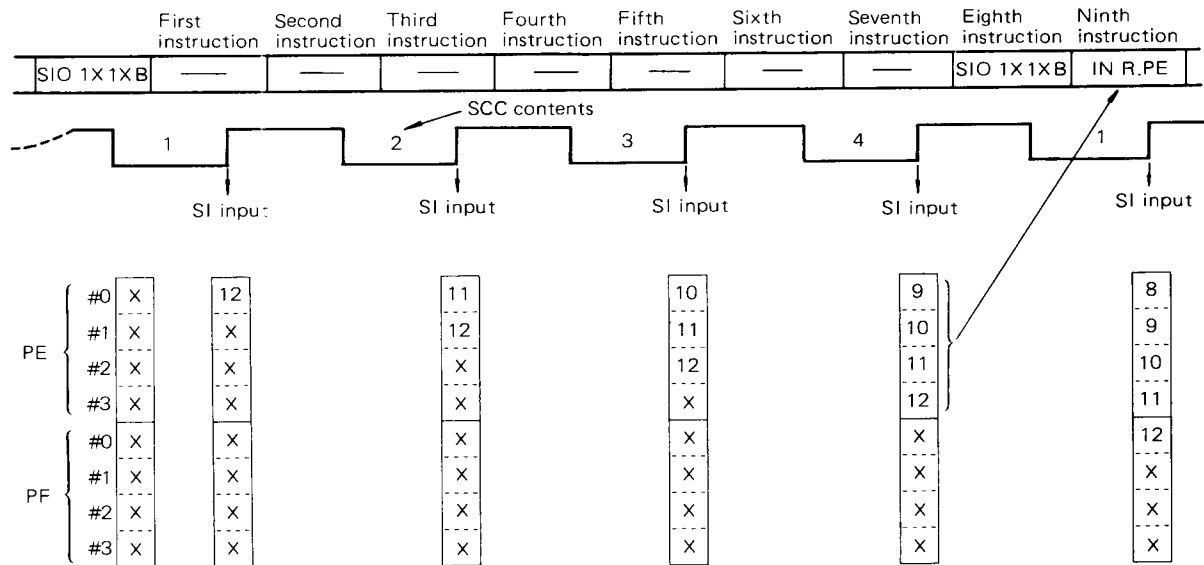 First instruction Second instruction Third instruction Fourth instruction Fifth instruction Sixth instruction Seventh instruction Eighth instruction Ninth instruction
SIO 1X1XB — — — — — — — SIO 1X1XB IN R.PE
SCC contents
1 2 3 4 1
SI input SI input SI input SI input SI input
#0 X 12 11 10 9 8
#1 X X 12 11 10 9
PE
#2 X X X 12 11 10
#3 X X X X 12 11
#0 X X X X X 12
#1 X X X X X X
PF
#2 X X X X X X
#3 X X X X X X